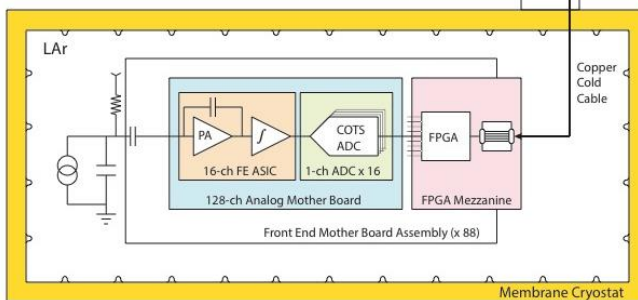 LAr
Copper
Cold
Cable
PA
∫
COTS
ADC
FPGA
16-ch FE ASIC
1-ch ADC x 16
128-ch Analog Mother Board
FPGA Mezzanine
Front End Mother Board Assembly (x 88)
Membrane Cryostat